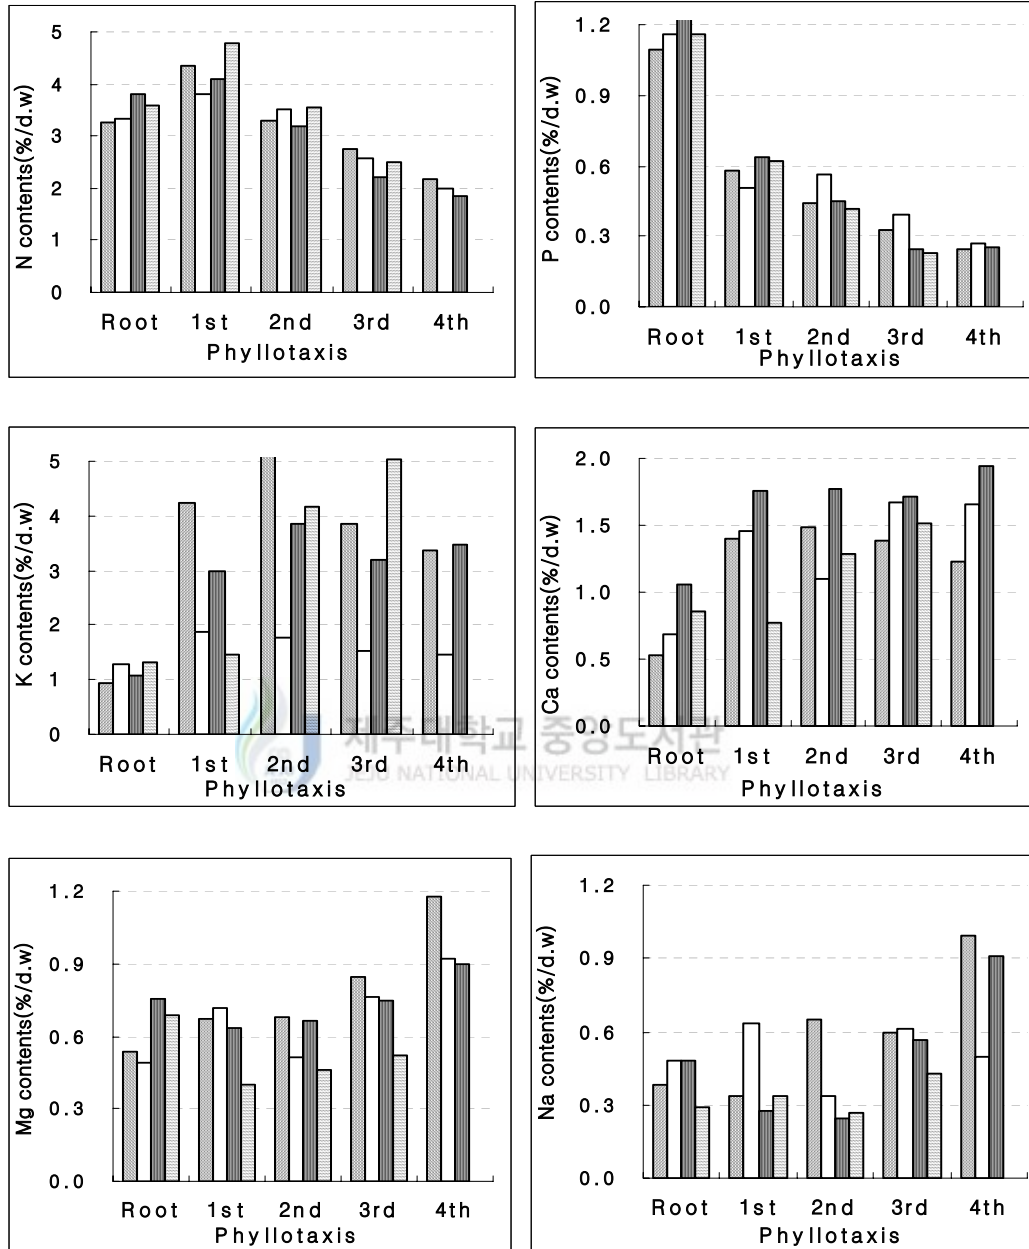 N contents(%/d.w)
5
4
3
2
1
0
Root 1st 2nd 3rd 4th
Phyllotaxis
P contents(%/d.w)
1.2
0.9
0.6
0.3
0.0
Root 1st 2nd 3rd 4th
Phyllotaxis
K contents(%/d.w)
5
4
3
2
1
0
Root 1st 2nd 3rd 4th
Phyllotaxis
Ca contents(%/d.w)
2.0
1.5
1.0
0.5
0.0
Root 1st 2nd 3rd 4th
Phyllotaxis
제주대학교 중앙도서관
JEJU NATIONAL UNIVERSITY LIBRARY
Mg contents(%/d.w)
1.2
0.9
0.6
0.3
0.0
Root 1st 2nd 3rd 4th
Phyllotaxis
Na contents(%/d.w)
1.2
0.9
0.6
0.3
0.0
Root 1st 2nd 3rd 4th
Phyllotaxis